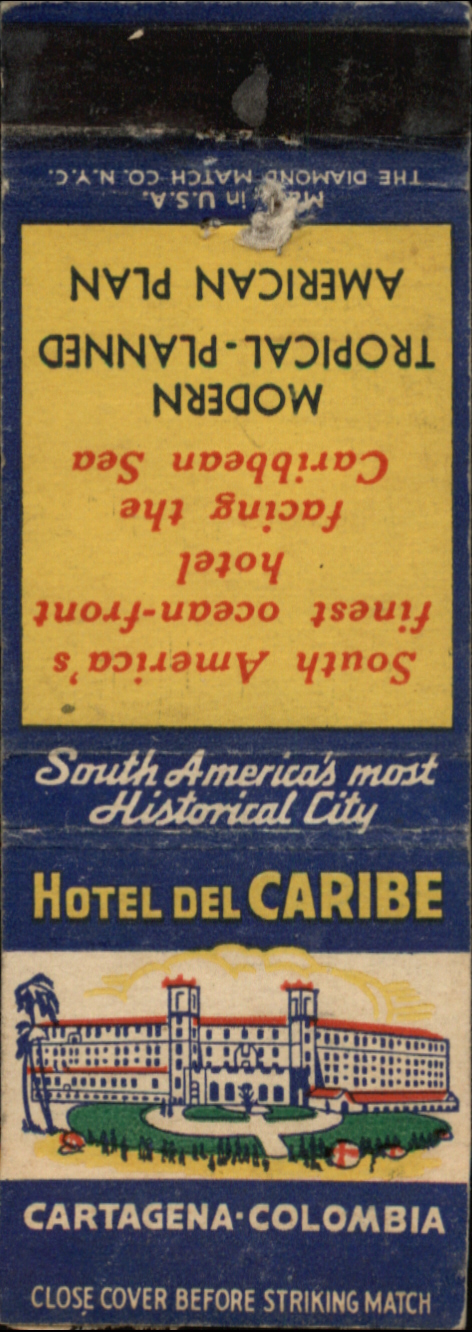 South America's
finest ocean-front
hotel
facing the
Caribbean Sea
MODERN
TROPICAL-PLANNED
AMERICAN PLAN
in U.S.A.
THE DIAMOND MATCH CO. N.Y.C.
South America's most
Historical City
HOTEL DEL CARIBE
CARTAGENA·COLOMBIA
CLOSE COVER BEFORE STRIKING MATCH